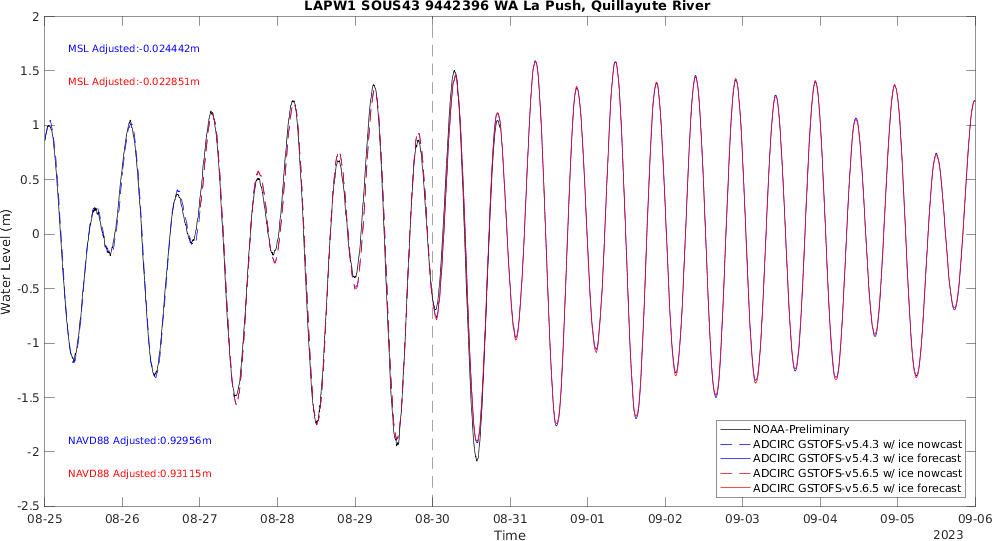 LAPW1 SOUS43 9442396 WA La Push, Quillayute River
MSL Adjusted:-0.024442m
MSL Adjusted:-0.022851m
NAVD88 Adjusted:0.92956m
NAVD88 Adjusted:0.93115m
Water Level (m)
2
1.5
1
0.5
0
-0.5
-1
-1.5
-2
-2.5
NOAA-Preliminary
ADCIRC GSTOFS-v5.4.3 w/ ice nowcast
ADCIRC GSTOFS-v5.4.3 w/ ice forecast
ADCIRC GSTOFS-v5.6.5 w/ ice nowcast
ADCIRC GSTOFS-v5.6.5 w/ ice forecast
08-25 08-26 08-27 08-28 08-29 08-30 08-31 09-01 09-02 09-03 09-04 09-05 09-06
Time
2023